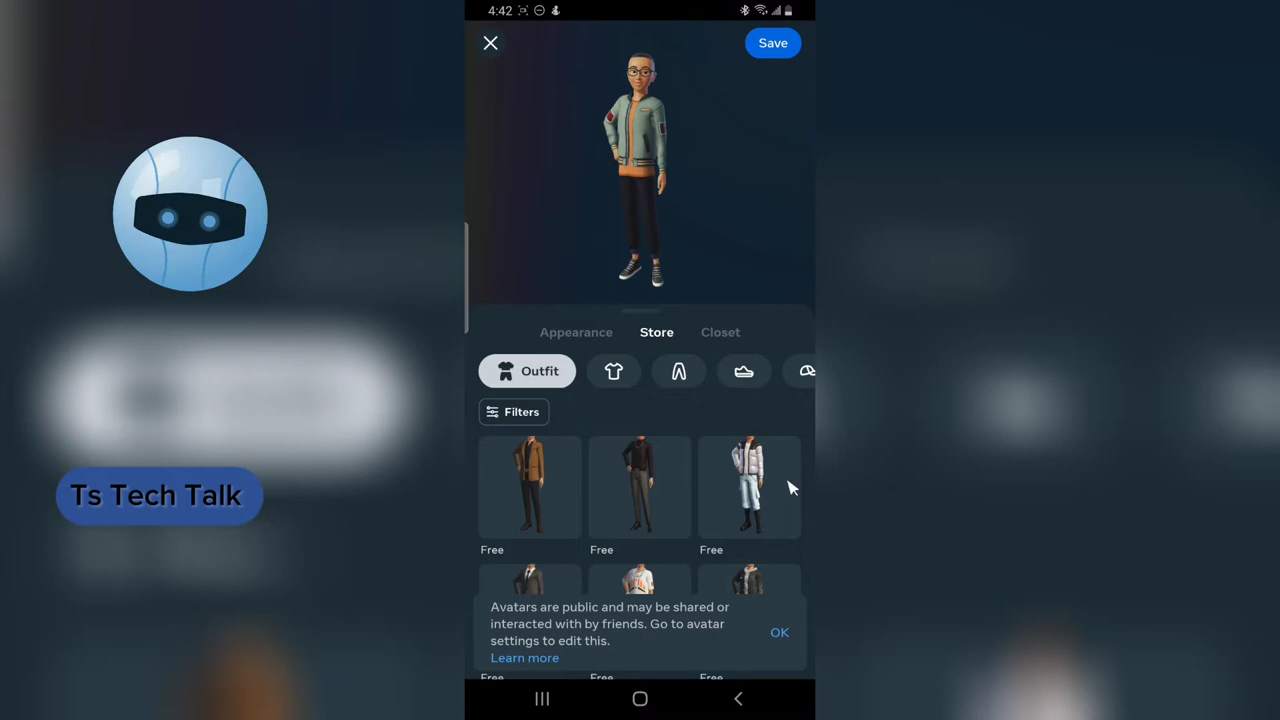 4:42
Save
Appearance
Store
Closet
Outfit
Filters
Free
Free
Free
Avatars are public and may be shared or
interacted with by friends. Go to avatar
settings to edit this.
Learn more
OK
Free
Free
Free
Ts Tech Talk